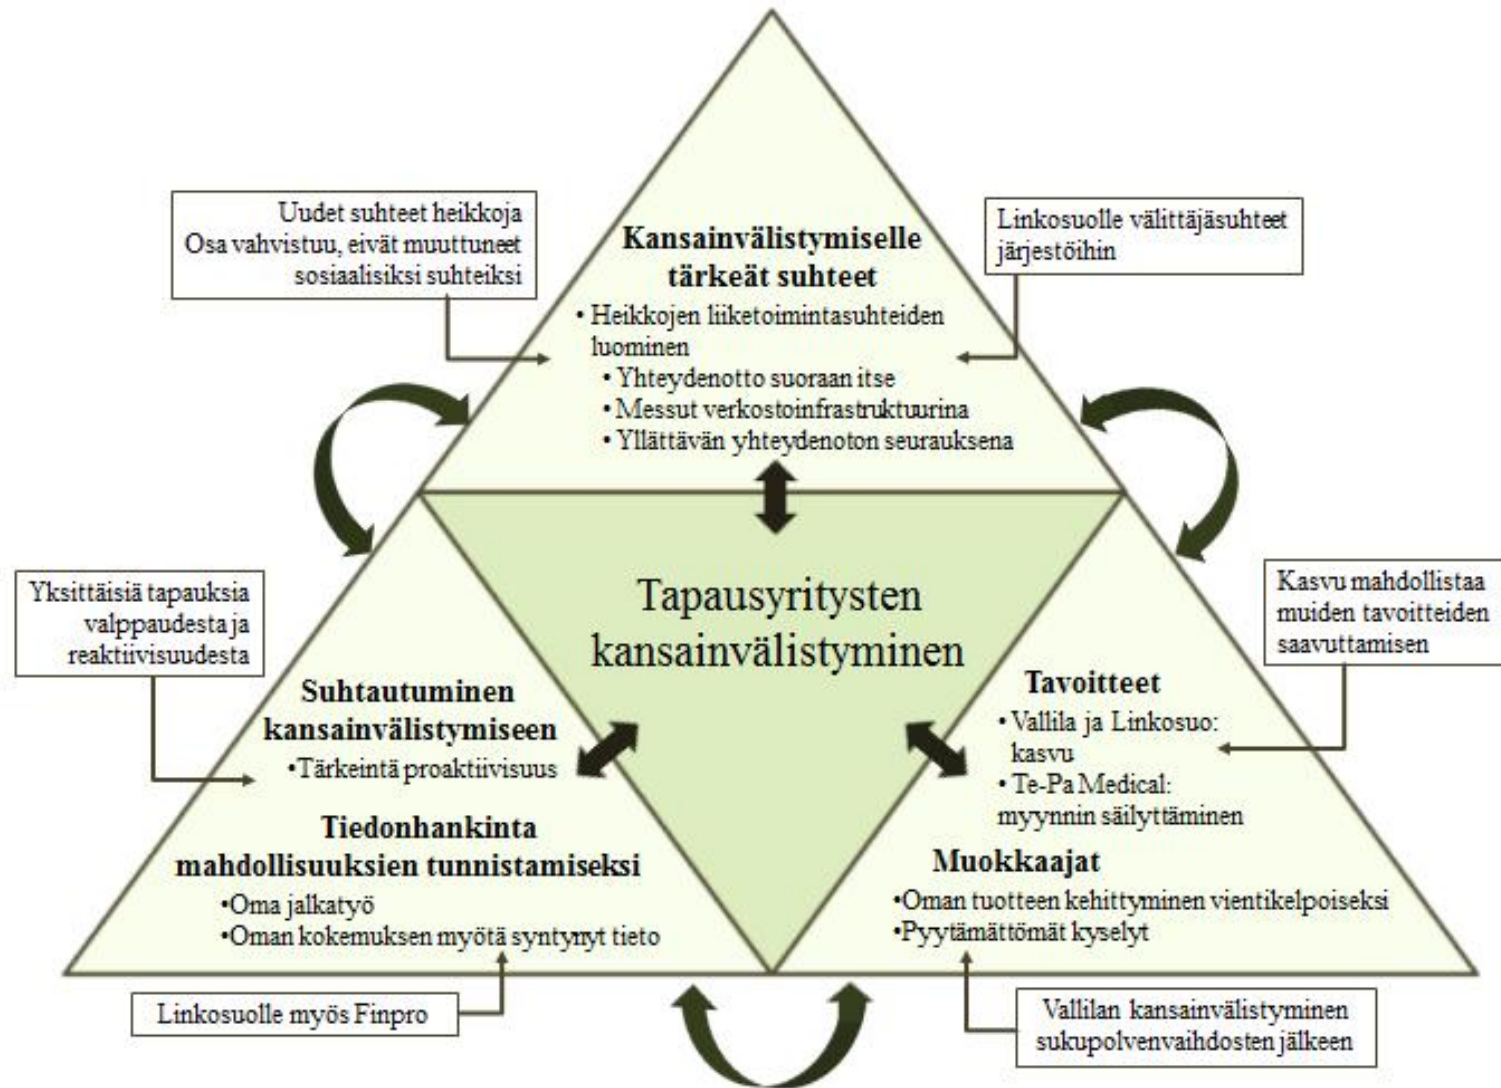 Uudet suhteet heikkoja
Osa vahvistuu, eivät muuttuneet
sosiaalisiksi suhteiksi
Kansainvälistymiselle
tärkeät suhteet
• Heikkojen liiketoimintasuhteiden
luominen
• Yhteydenotto suoraan itse
• Messut verkostoinfrastruktuurina
• Yllättävän yhteydenoton seurauksena
Linkosuolle välittäjäsuhteet
järjestöihin
Tapausyritysten
kansainvälistyminen
Yksittäisiä tapauksia
valppaudesta ja
reaktiivisuudesta
Suhtautuminen
kansainvälistymiseen
•Tärkeintä proaktiivisuus
Tiedonhankinta
mahdollisuuksien tunnistamiseksi
•Oma jalkatyö
•Oman kokemuksen myötä syntynyt tieto
Linkosuolle myös Finpro
Kasvu mahdollistaa
muiden tavoitteiden
saavuttamisen
Tavoitteet
• Vallila ja Linkosuo:
kasvu
• Te-Pa Medical:
myynnin säilyttäminen
Muokkaajat
•Oman tuotteen kehittyminen vientikelpoiseksi
•Pyytämättömät kyselyt
Vallilan kansainvälistyminen
sukupolvenvaihdosten jälkeen